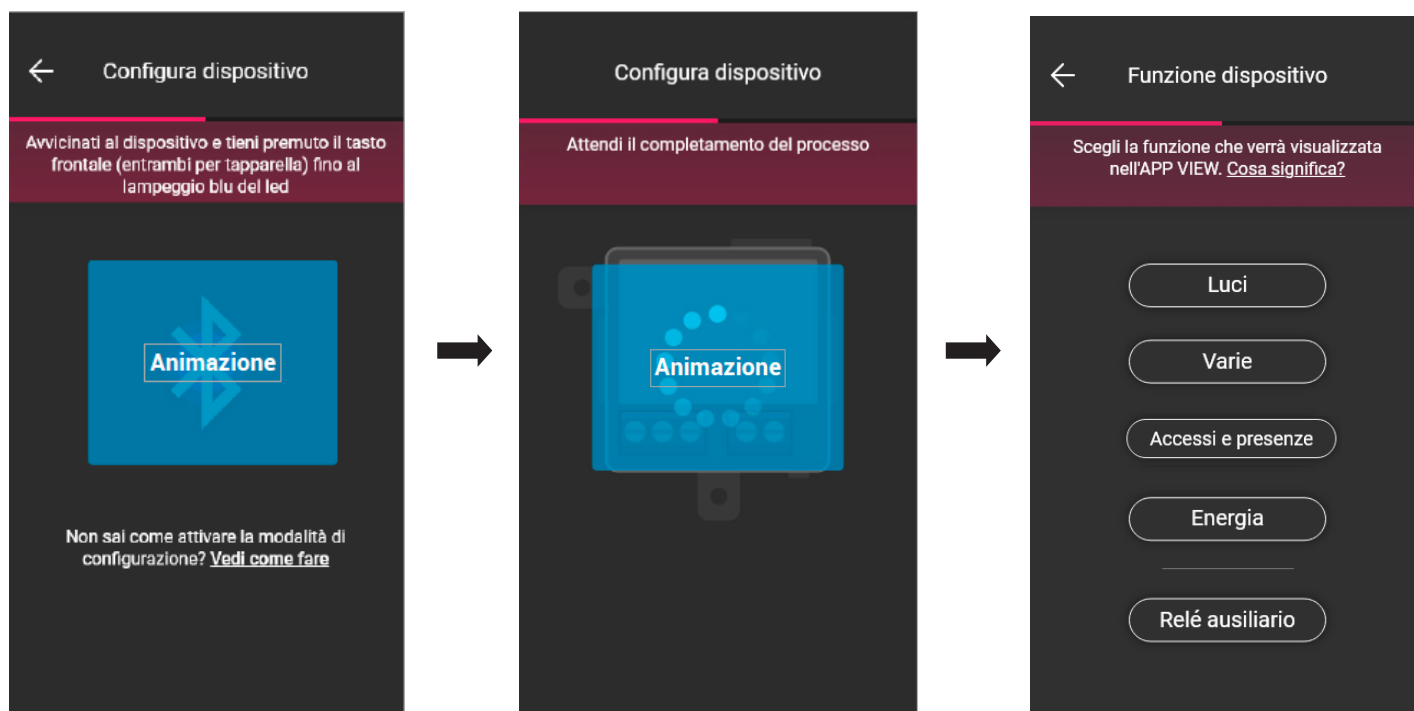 Configura dispositivo
Avvicinati al dispositivo e tieni premuto il tasto
frontale (entrambi per tapparella) fino al
lampeggio blu del led
Animazione
Non sai come attivare la modalità di
configurazione? Vedi come fare
Configura dispositivo
Attendi il completamento del processo
Animazione
Funzione dispositivo
Scegli la funzione che verrà visualizzata
nell'APP VIEW. Cosa significa?
Luci
Varie
Accessi e presenze
Energia
Relé ausiliario